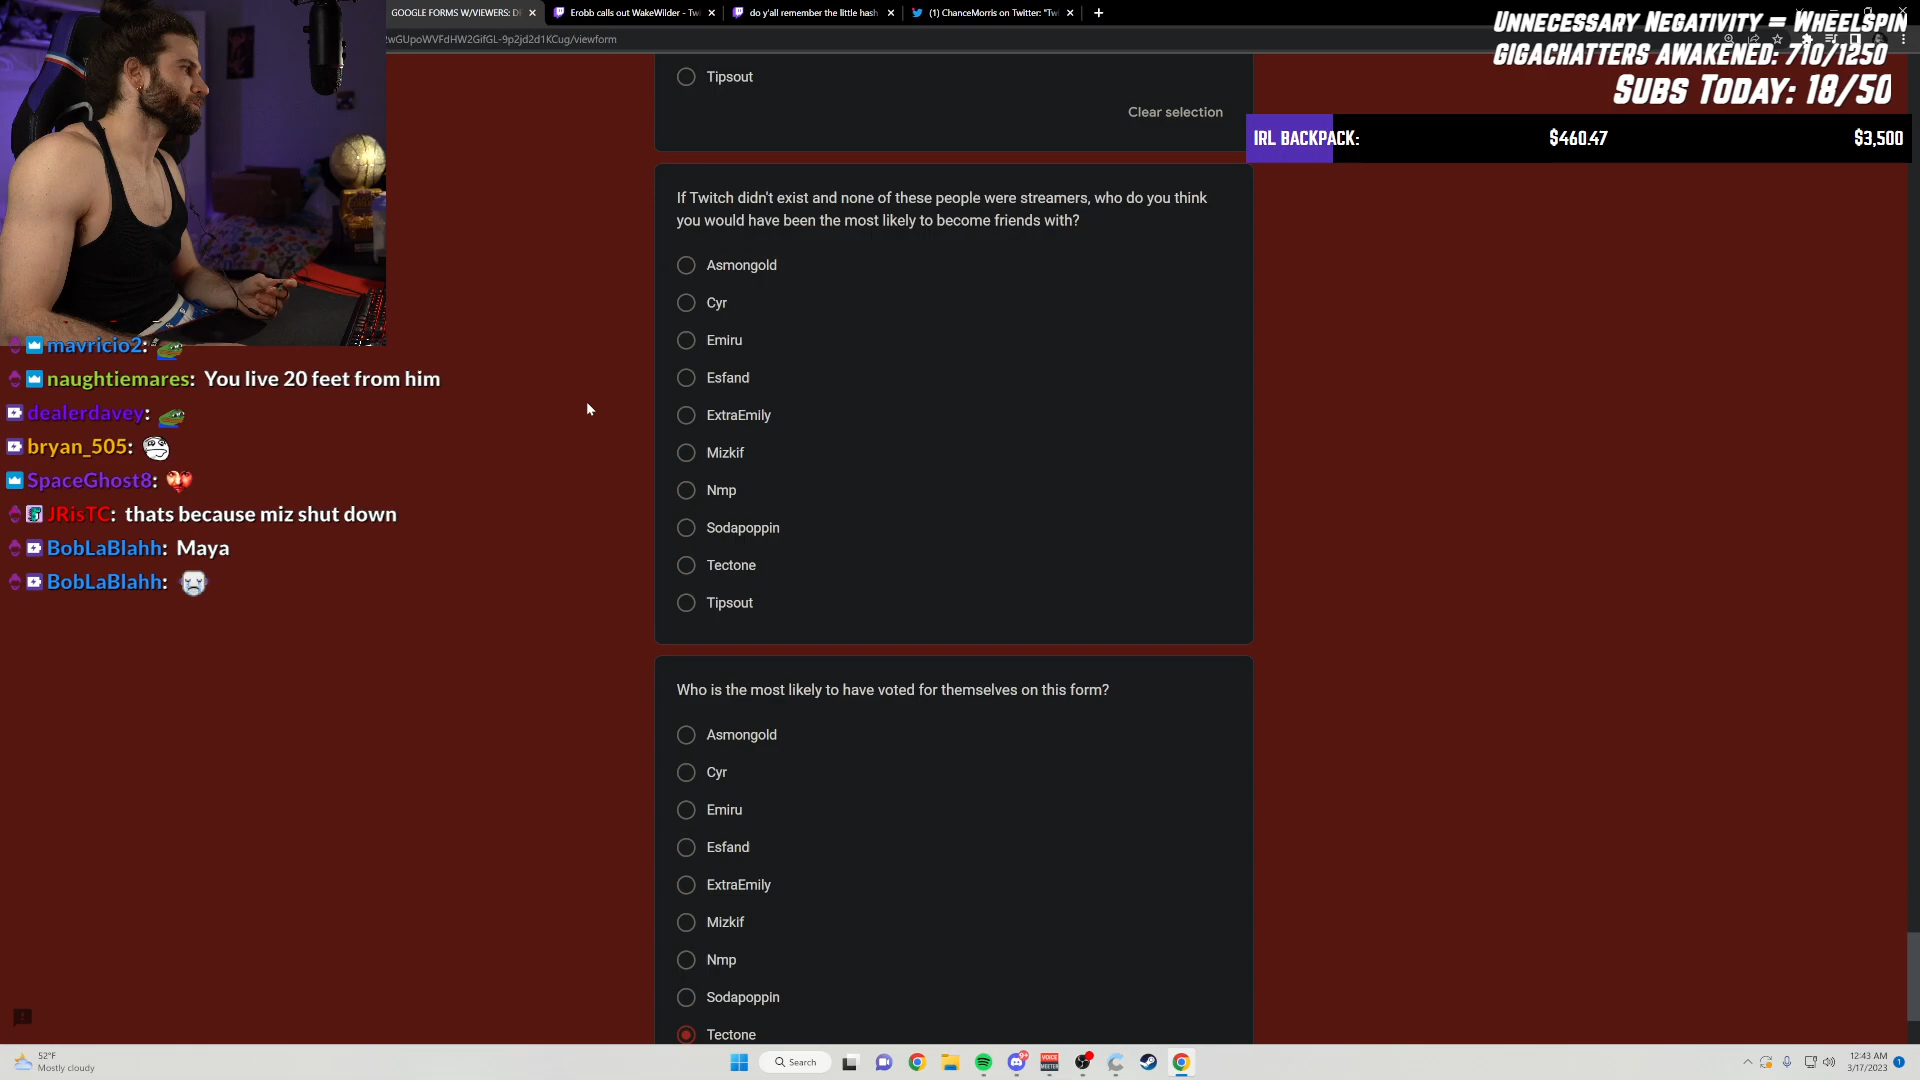 GOOGLE FORMS W/VIEWERS: DI
Erobb calls out WakeWilder - Twi
do y'all remember the little hash
(1) ChanceMorris on Twitter: "Tw
wGUpoWVFdHW2GifGL-9p2jd2d1KCug/viewform
Unnecessary Negativity = Wheelspin
GIGACHATTERS AWAKENED: 710/1250
Subs Today: 18/50
IRL BACKPACK: $460.47 $3,500
Tipsout
Clear selection
If Twitch didn't exist and none of these people were streamers, who do you think
you would have been the most likely to become friends with?
Asmongold
Cyr
Emiru
Esfand
ExtraEmily
Mizkif
Nmp
Sodapoppin
Tectone
Tipsout
Who is the most likely to have voted for themselves on this form?
Asmongold
Cyr
Emiru
Esfand
ExtraEmily
Mizkif
Nmp
Sodapoppin
Tectone
mavricio2:
naughtiemares: You live 20 feet from him
dealerdavey:
bryan_505:
SpaceGhost8:
JRisTC: thats because miz shut down
BobLaBlahh: Maya
BobLaBlahh:
52°F
Mostly cloudy
Search
12:43 AM
3/17/2023